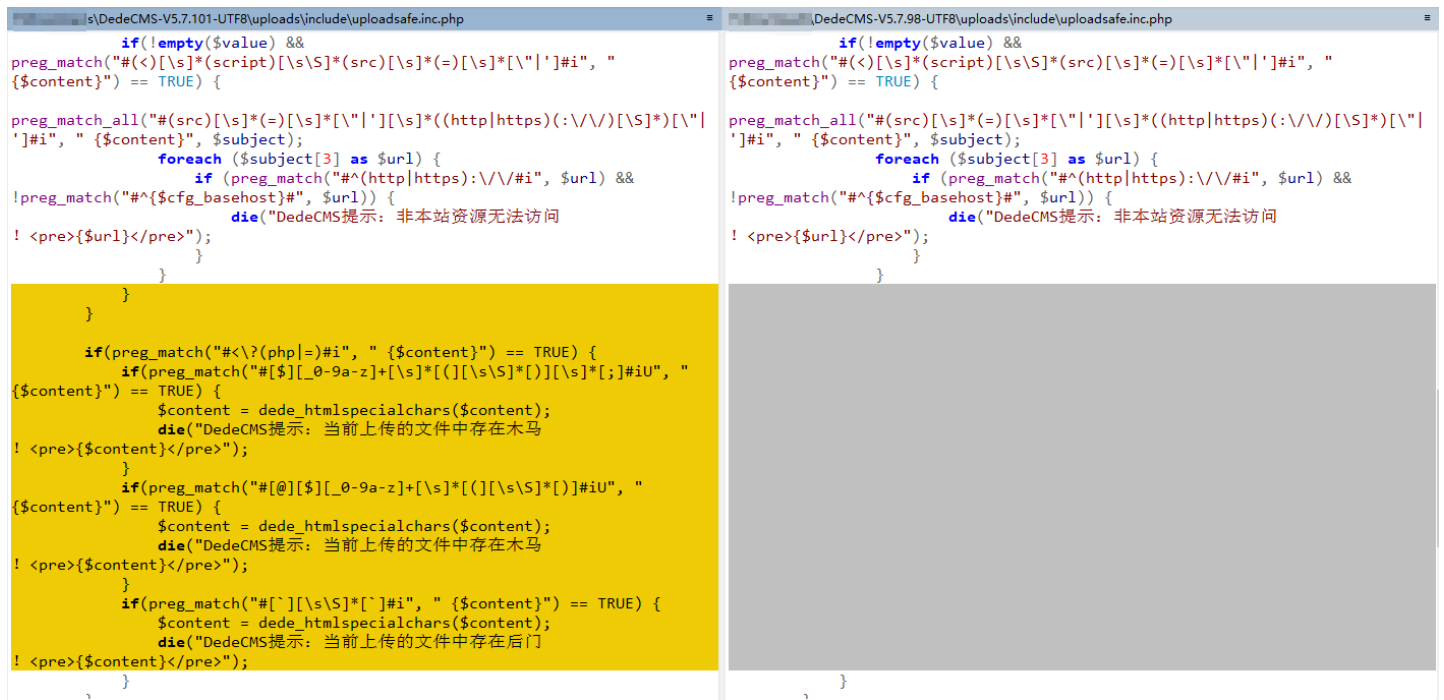 s\DedeCMS-V5.7.101-UTF8\uploads\include\uploadsafe.inc.php
if(!empty($value) &&
preg_match("#(<)[\s]*(script)[\s\S]*(src)[\s]*(=)[\s]*[\"|']#i", "
{$content}") == TRUE) {
preg_match_all("#(src)[\s]*(=)[\s]*[\"|'][\s]*((http|https)(:\/\/)[\S]*)[\"|
']#i", " {$content}", $subject);
foreach ($subject[3] as $url) {
if (preg_match("#^(http|https):\/\/#i", $url) &&
!preg_match("#^{$cfg_basehost}#", $url)) {
die("DedeCMS提示：非本站资源无法访问
！<pre>{$url}</pre>");
}
}
}
}
if(preg_match("#<\?(php|=)#i", " {$content}") == TRUE) {
if(preg_match("#[$][_0-9a-z]+[\s]*[(][\s\S]*[)][\s]*[;]#iU", "
{$content}") == TRUE) {
$content = dede_htmlspecialchars($content);
die("DedeCMS提示：当前上传的文件中存在木马
！<pre>{$content}</pre>");
}
if(preg_match("#[@][$][_0-9a-z]+[\s]*[(][\s\S]*[)]#iU", "
{$content}") == TRUE) {
$content = dede_htmlspecialchars($content);
die("DedeCMS提示：当前上传的文件中存在木马
！<pre>{$content}</pre>");
}
if(preg_match("#[`][\s\S]*[`]#i", " {$content}") == TRUE) {
$content = dede_htmlspecialchars($content);
die("DedeCMS提示：当前上传的文件中存在后门
！<pre>{$content}</pre>");
}
\DedeCMS-V5.7.98-UTF8\uploads\include\uploadsafe.inc.php
if(!empty($value) &&
preg_match("#(<)[\s]*(script)[\s\S]*(src)[\s]*(=)[\s]*[\"|']#i", "
{$content}") == TRUE) {
preg_match_all("#(src)[\s]*(=)[\s]*[\"|'][\s]*((http|https)(:\/\/)[\S]*)[\"|
']#i", " {$content}", $subject);
foreach ($subject[3] as $url) {
if (preg_match("#^(http|https):\/\/#i", $url) &&
!preg_match("#^{$cfg_basehost}#", $url)) {
die("DedeCMS提示：非本站资源无法访问
！<pre>{$url}</pre>");
}
}
}